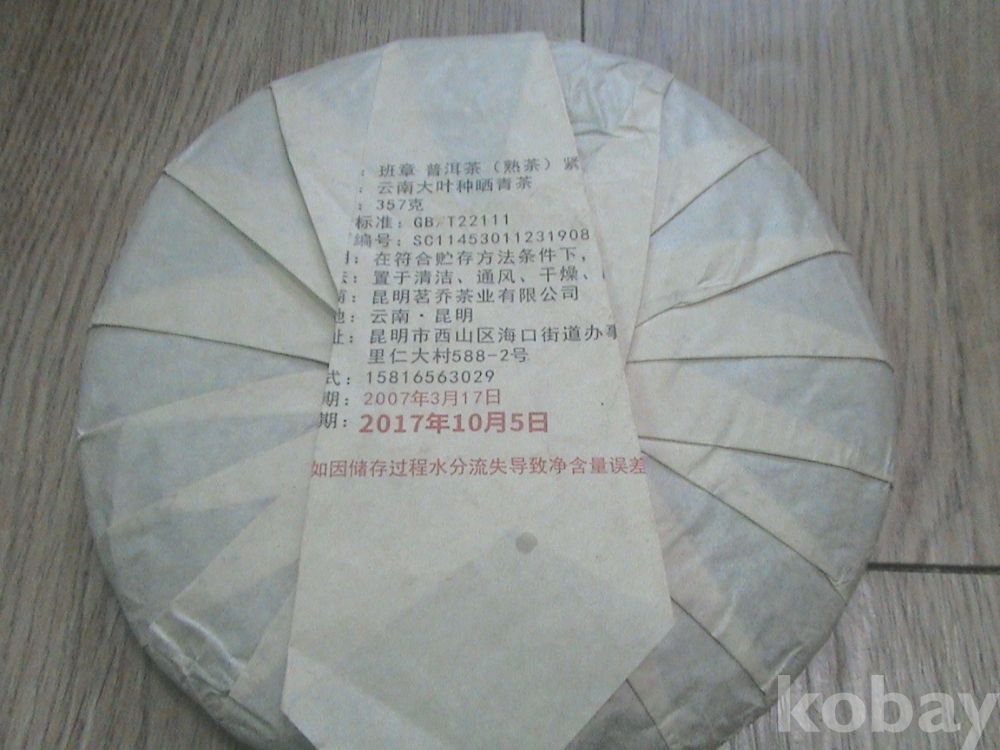 ：班章 普洱茶（熟茶）紧
：云南大叶种晒青茶
：357克
标准：GB/T22111
编号：SC11453011231908
：在符合贮存方法条件下，
：置于清洁、通风、干燥、
：昆明茗乔茶业有限公司
：云南·昆明
址：昆明市西山区海口街道办事
里仁大村588-2号
式：15816563029
期：2007年3月17日
期：2017年10月5日
如因储存过程水分流失导致净含量误差
kobay